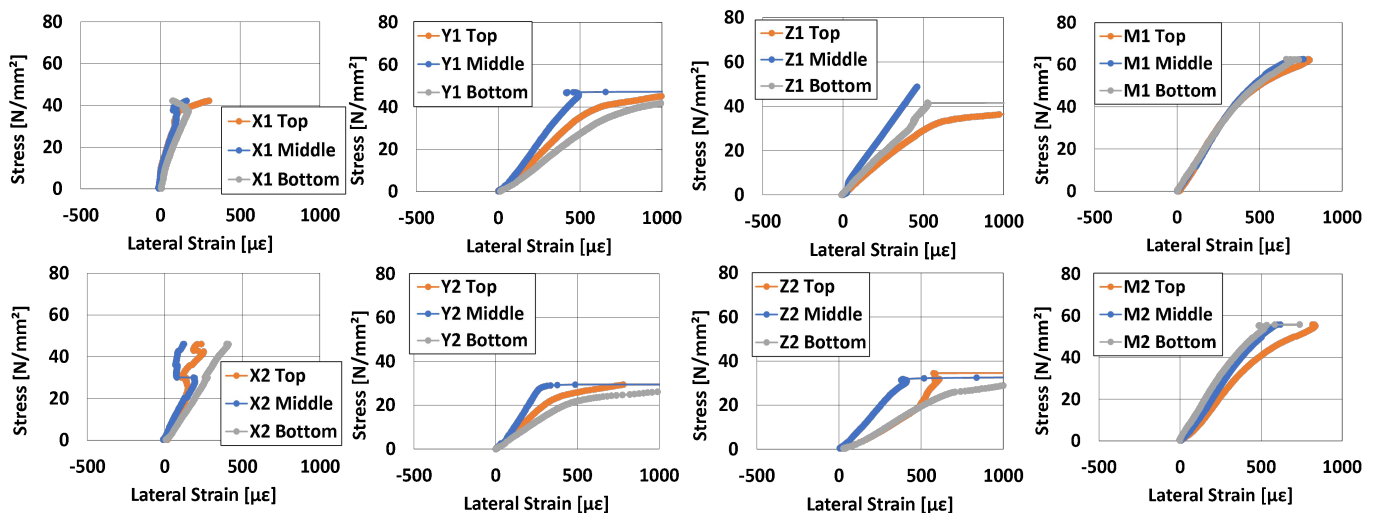 Stress [N/mm²]
80
60
40
20
0
X1 Top
X1 Middle
X1 Bottom
-500 0 500 1000
Lateral Strain [µε]
Stress [N/mm²]
80
60
40
20
0
Y1 Top
Y1 Middle
Y1 Bottom
-500 0 500 1000
Lateral Strain [µε]
Stress [N/mm²]
80
60
40
20
0
Z1 Top
Z1 Middle
Z1 Bottom
-500 0 500 1000
Lateral Strain [µε]
Stress [N/mm²]
80
60
40
20
0
M1 Top
M1 Middle
M1 Bottom
-500 0 500 1000
Lateral Strain [µε]
Stress [N/mm²]
80
60
40
20
0
X2 Top
X2 Middle
X2 Bottom
-500 0 500 1000
Lateral Strain [µε]
Stress [N/mm²]
80
60
40
20
0
Y2 Top
Y2 Middle
Y2 Bottom
-500 0 500 1000
Lateral Strain [µε]
Stress [N/mm²]
80
60
40
20
0
Z2 Top
Z2 Middle
Z2 Bottom
-500 0 500 1000
Lateral Strain [µε]
Stress [N/mm²]
80
60
40
20
0
M2 Top
M2 Middle
M2 Bottom
-500 0 500 1000
Lateral Strain [µε]